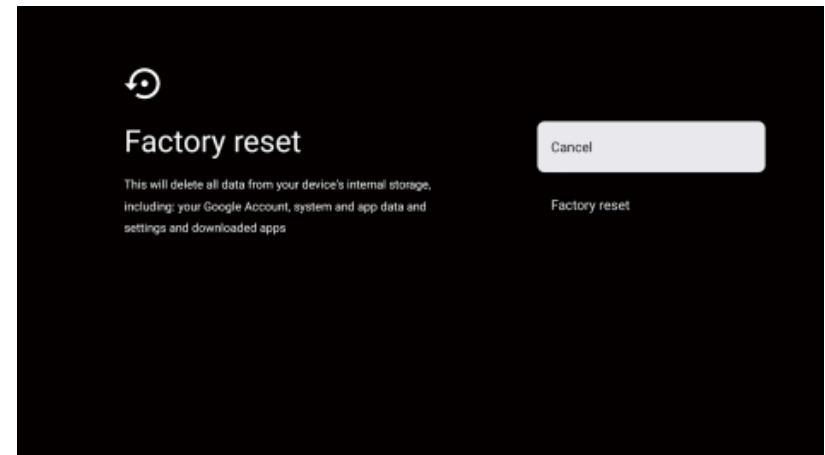 Factory reset
This will delete all data from your device's internal storage,
including: your Google Account, system and app data and
settings and downloaded apps
Cancel
Factory reset